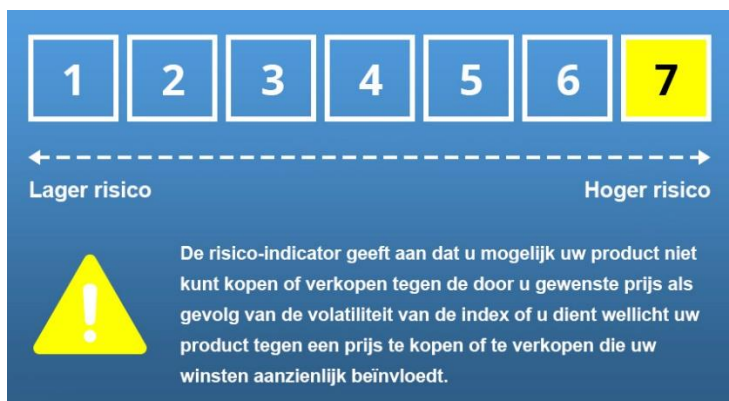 1 2 3 4 5 6 7
Lager risico Hoger risico
De risico-indicator geeft aan dat u mogelijk uw product niet
kunt kopen of verkopen tegen de door u gewenste prijs als
gevolg van de volatiliteit van de index of u dient wellicht uw
product tegen een prijs te kopen of te verkopen die uw
winsten aanzienlijk beïnvloedt.